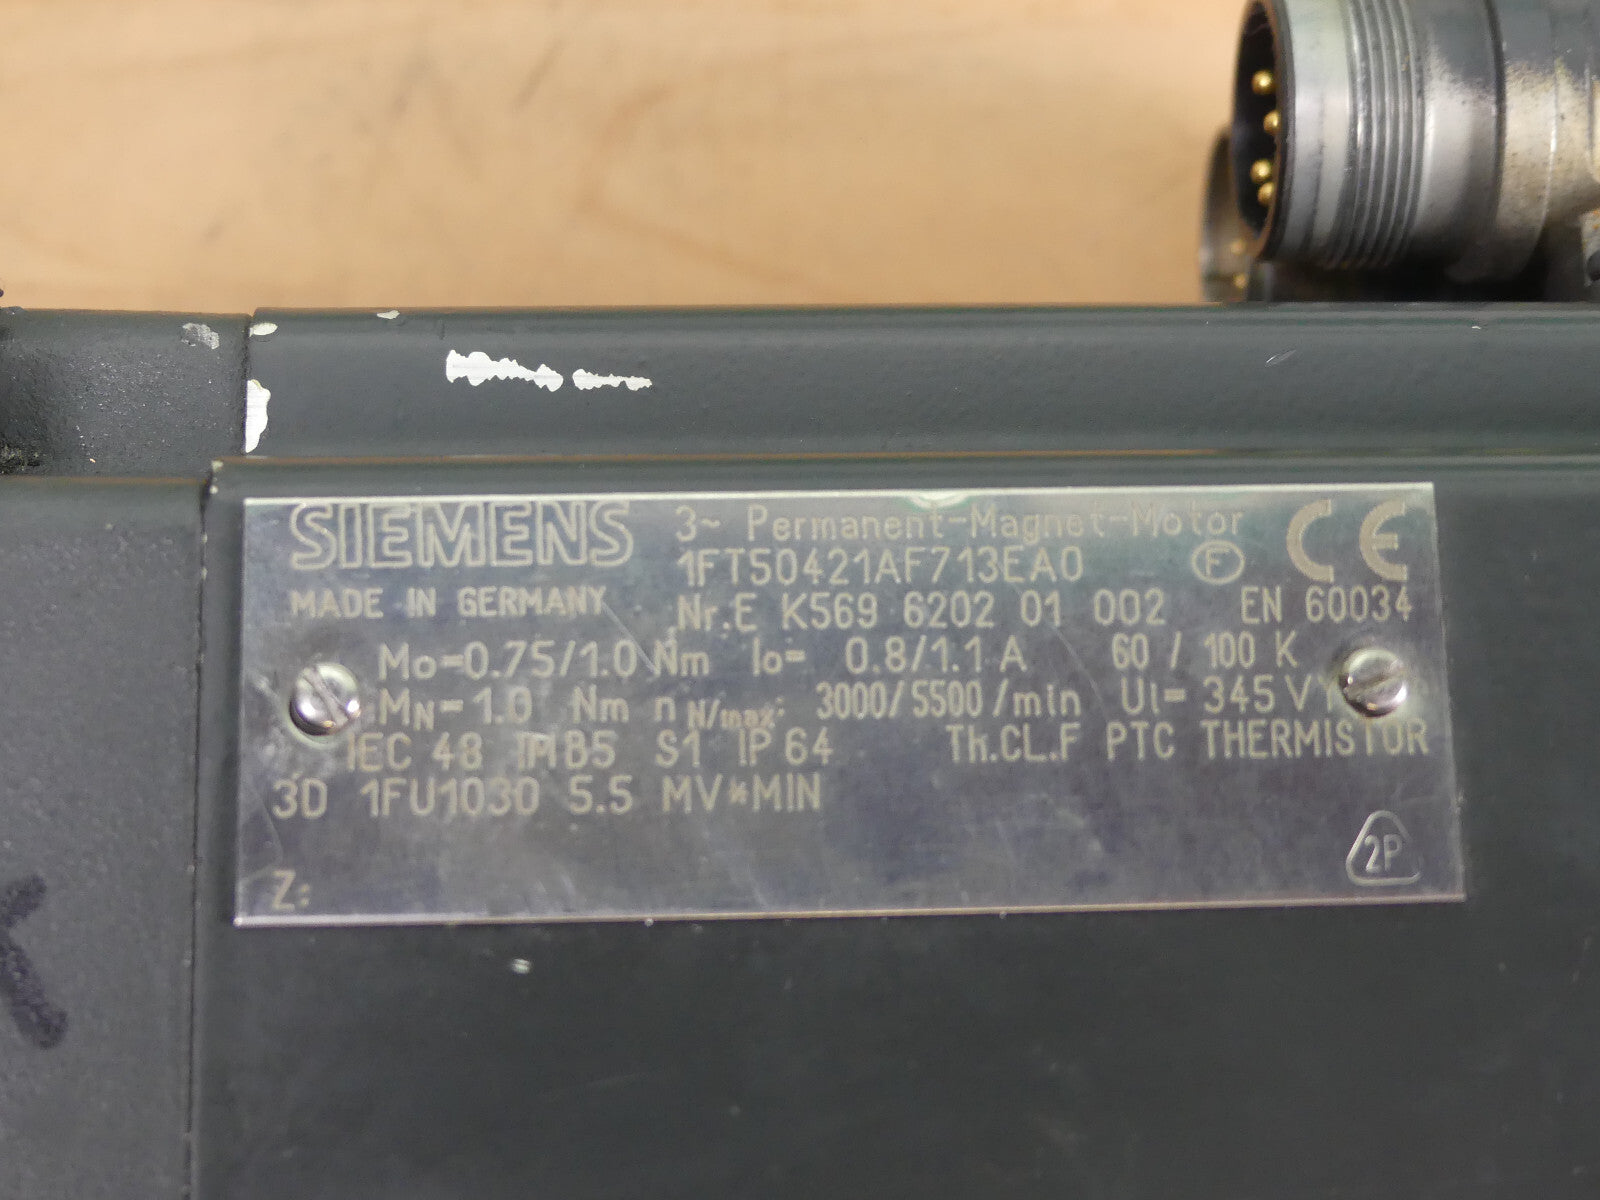 SIEMENS 3~ Permanent-Magnet-Motor CE
1FT50421AF713EA0 F
MADE IN GERMANY Nr.E K569 6202 01 002 EN 60034
Mo=0.75/1.0 Nm Io= 0.8/1.1 A 60 / 100 K
MN=1.0 Nm n N/max: 3000/5500 /min Ui= 345 VY
IEC 48 IMB5 S1 IP 64 Th.CL.F PTC THERMISTOR
3D 1FU1030 5.5 MV*MIN
2P
Z: